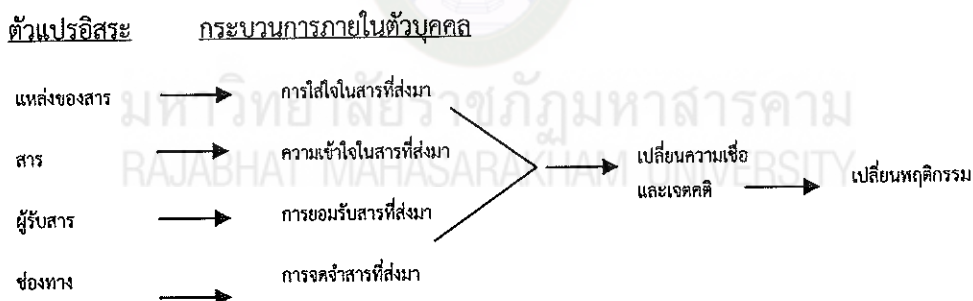 ตัวแปรอิสระ กระบวนการภายในตัวบุคคล
แหล่งของสาร การใส่ใจในสารที่ส่งมา
มหาวิทยาลัยราชภัฏมหาสารคาม
สาร ความเข้าใจในสารที่ส่งมา
RAJABHAT MAHASARAKHAM UNIVERSITY
เปลี่ยนความเชื่อ
และเจตคติ เปลี่ยนพฤติกรรม
ผู้รับสาร การยอมรับสารที่ส่งมา
ช่องทาง การจดจำสารที่ส่งมา